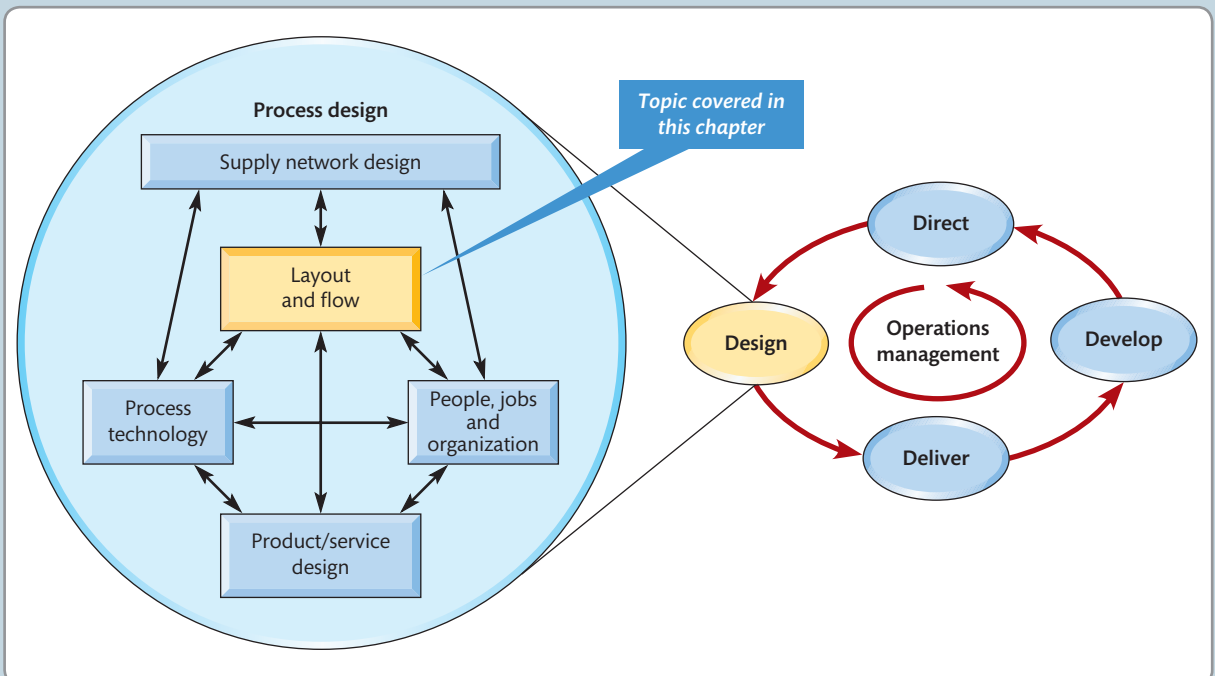 Process design
Topic covered in
this chapter
Supply network design
Layout
and flow
Process
technology
People, jobs
and
organization
Product/service
design
Direct
Design
Operations
management
Develop
Deliver